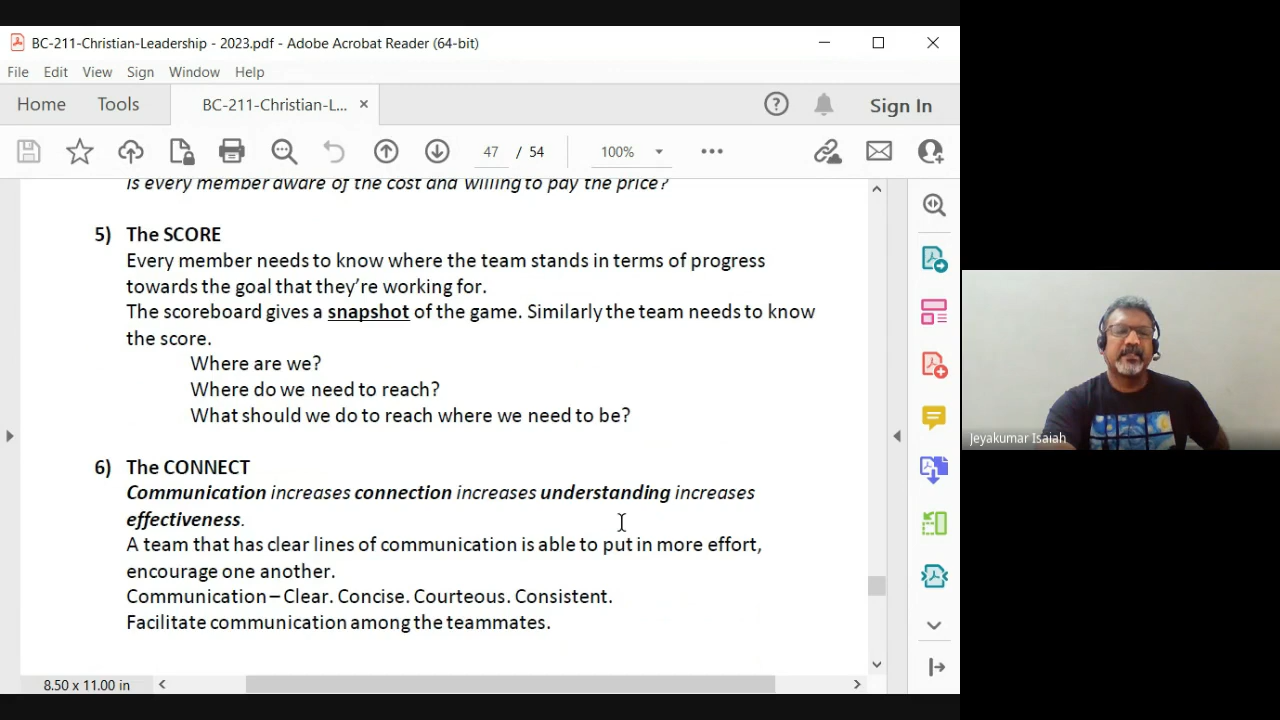 BC-211-Christian-Leadership - 2023.pdf - Adobe Acrobat Reader (64-bit)
File Edit View Sign Window Help
Home Tools BC-211-Christian-L... × Sign In
47 / 54 100%
Is every member aware of the cost and willing to pay the price?
5) The SCORE
Every member needs to know where the team stands in terms of progress
towards the goal that they’re working for.
The scoreboard gives a snapshot of the game. Similarly the team needs to know
the score.
Where are we?
Where do we need to reach?
What should we do to reach where we need to be?
6) The CONNECT
Communication increases connection increases understanding increases
effectiveness.
A team that has clear lines of communication is able to put in more effort,
encourage one another.
Communication – Clear. Concise. Courteous. Consistent.
Facilitate communication among the teammates.
8.50 x 11.00 in
Jeyakumar Isaiah